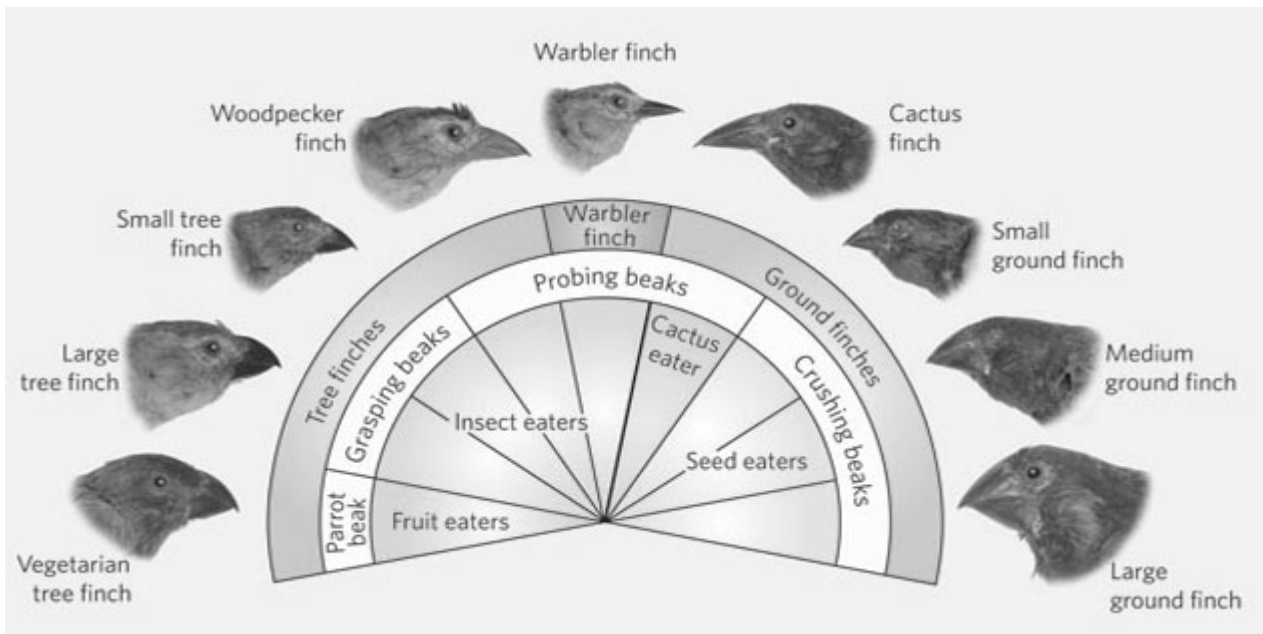 Warbler finch
Woodpecker
finch
Cactus
finch
Small tree
finch
Small
ground finch
Large
tree finch
Medium
ground finch
Vegetarian
tree finch
Large
ground finch
Tree finches
Warbler
finch
Ground finches
Parrot
beak
Grasping beaks
Probing beaks
Crushing beaks
Fruit eaters
Insect eaters
Cactus
eater
Seed eaters